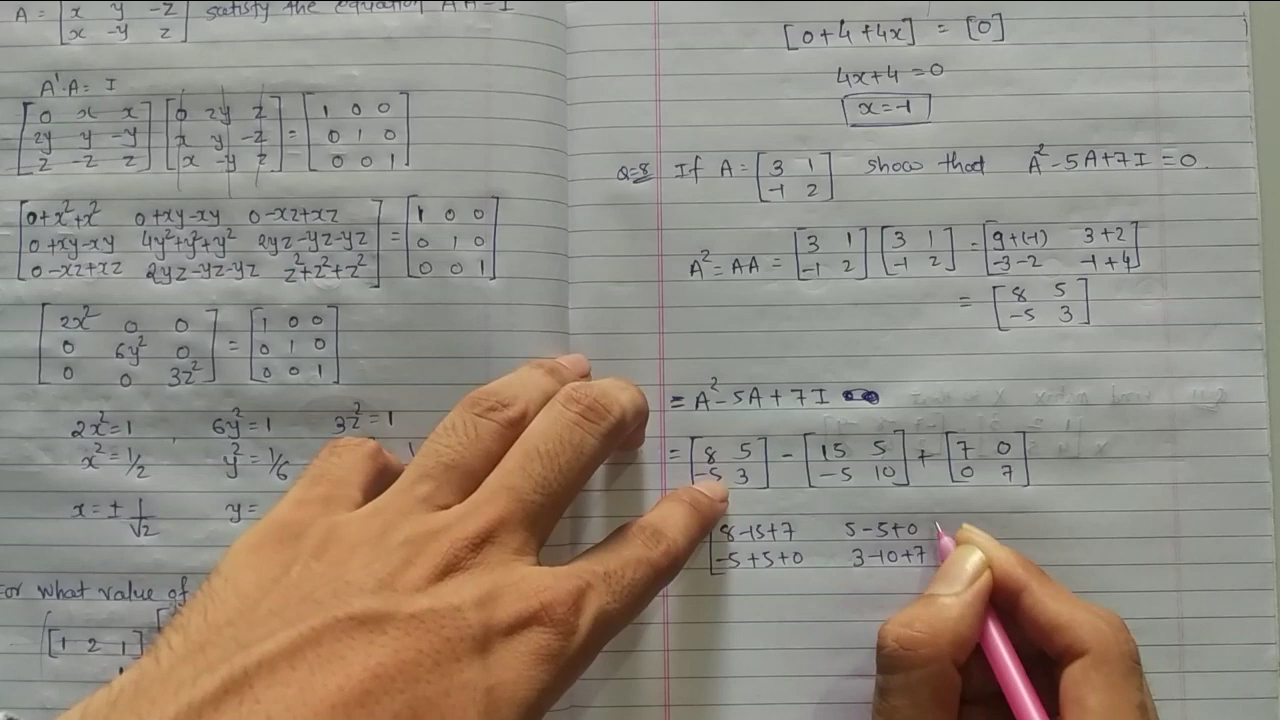 A = [x y -z
x -y z] satisfy the equation A'A = I
A'·A = I
[0 x x
2y y -y
z -z z] [0 2y z
x y -z
x -y z] = [1 0 0
0 1 0
0 0 1]
[0+x²+x² 0+xy-xy 0-xz+xz
0+xy-xy 4y²+y²+y² 2yz-yz-yz
0-xz+xz 2yz-yz-yz z²+z²+z²] = [1 0 0
0 1 0
0 0 1]
[2x² 0 0
0 6y² 0
0 0 3z²] = [1 0 0
0 1 0
0 0 1]
2x²=1 , 6y²=1 3z²=1
x²=1/2 y²=1/6
x = ± 1/√2 y =
For what value of
[1 2 1]
[0+4+4x] = [0]
4x+4=0
x=-1
Q=8 If A = [3 1
-1 2] show that A²-5A+7I=0.
A²=AA = [3 1
-1 2] [3 1
-1 2] = [9+(-1) 3+2
-3-2 -1+4]
= [8 5
-5 3]
= A²-5A+7I
= [8 5
-5 3] - [15 5
-5 10] + [7 0
0 7]
[8-15+7 5-5+0
-5+5+0 3-10+7